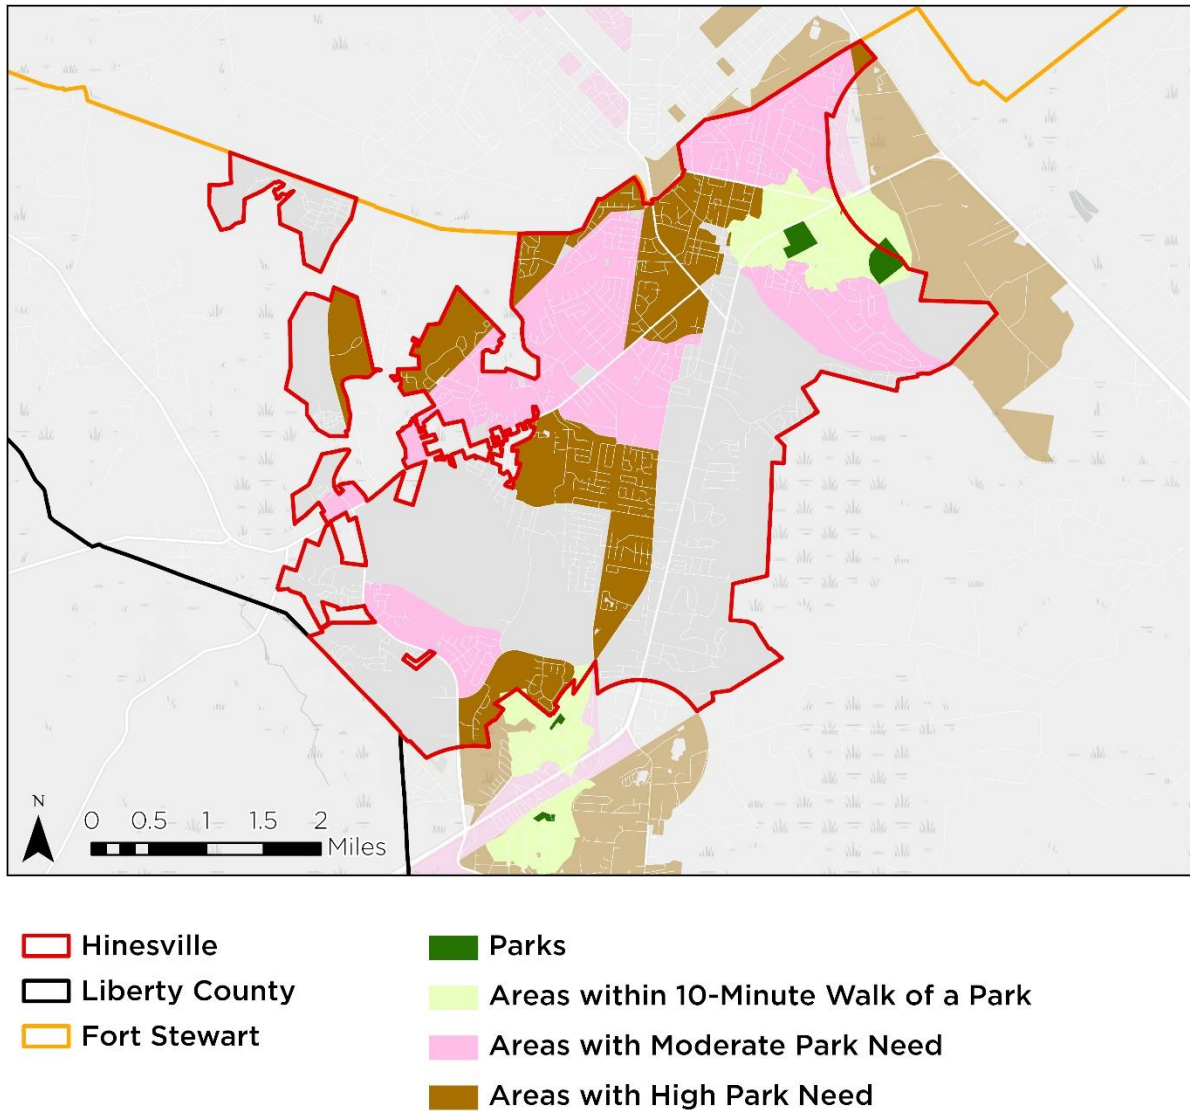 N
0 0.5 1 1.5 2
Miles
Hinesville
Liberty County
Fort Stewart
Parks
Areas within 10-Minute Walk of a Park
Areas with Moderate Park Need
Areas with High Park Need